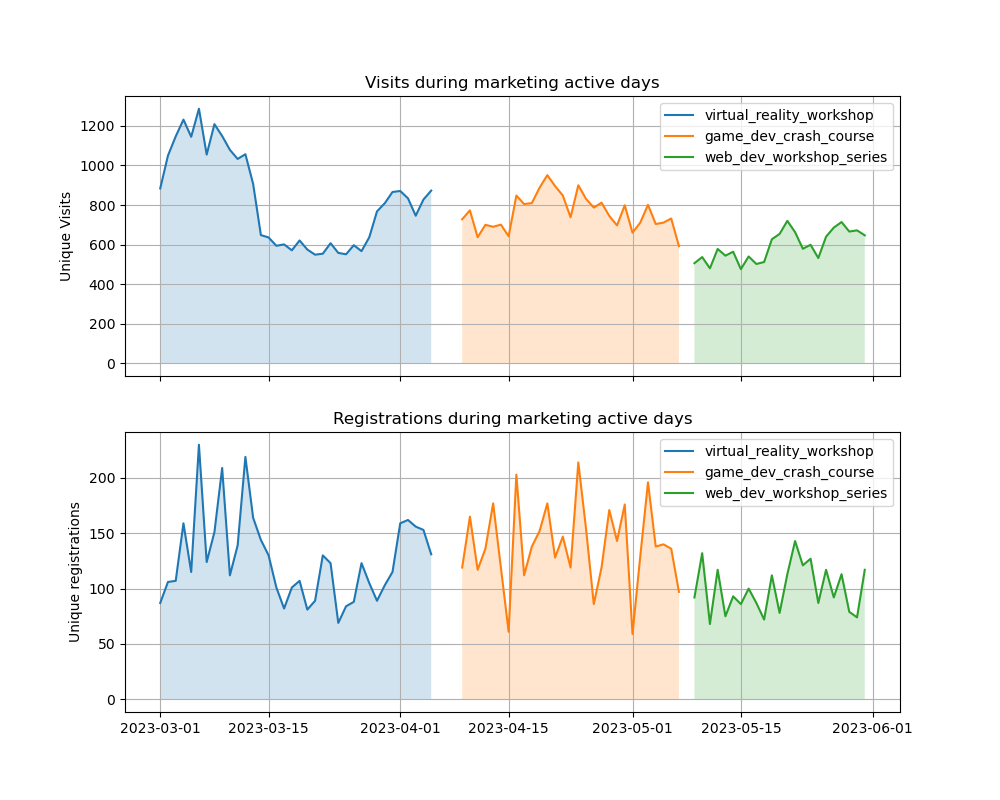 Visits during marketing active days
virtual_reality_workshop
game_dev_crash_course
web_dev_workshop_series
Unique Visits
1200
1000
800
600
400
200
0
Registrations during marketing active days
virtual_reality_workshop
game_dev_crash_course
web_dev_workshop_series
Unique registrations
200
150
100
50
0
2023-03-01 2023-03-15 2023-04-01 2023-04-15 2023-05-01 2023-05-15 2023-06-01